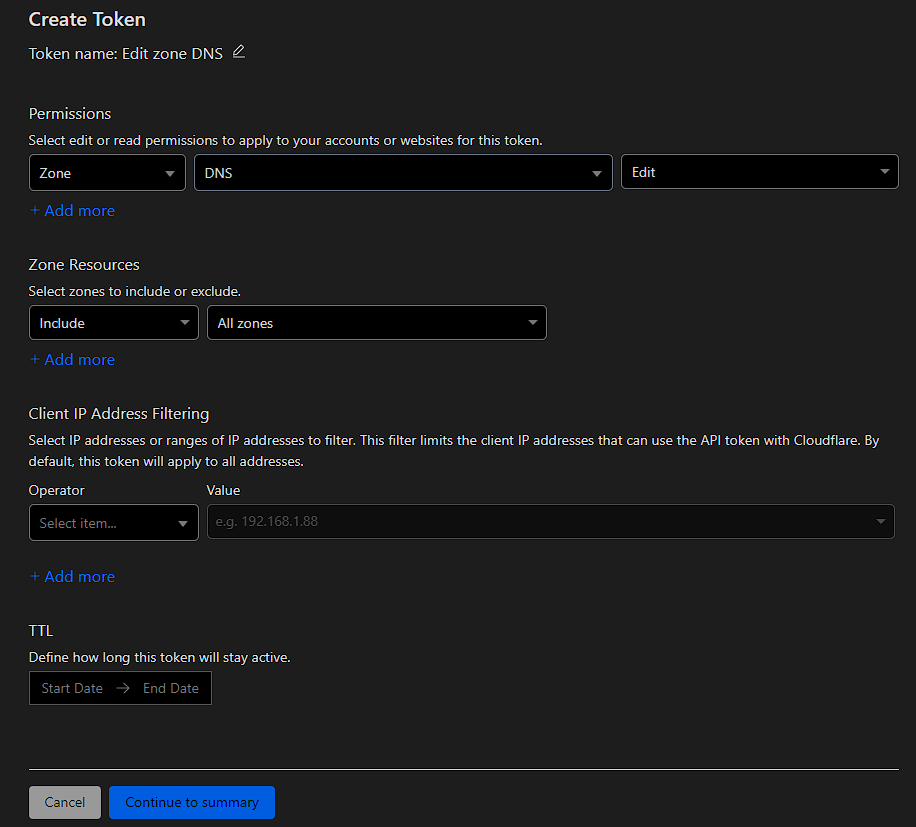 Create Token
Token name: Edit zone DNS
Permissions
Select edit or read permissions to apply to your accounts or websites for this token.
Zone DNS Edit
+ Add more
Zone Resources
Select zones to include or exclude.
Include All zones
+ Add more
Client IP Address Filtering
Select IP addresses or ranges of IP addresses to filter. This filter limits the client IP addresses that can use the API token with Cloudflare. By
default, this token will apply to all addresses.
Operator Value
Select item... e.g. 192.168.1.88
+ Add more
TTL
Define how long this token will stay active.
Start Date → End Date
Cancel Continue to summary